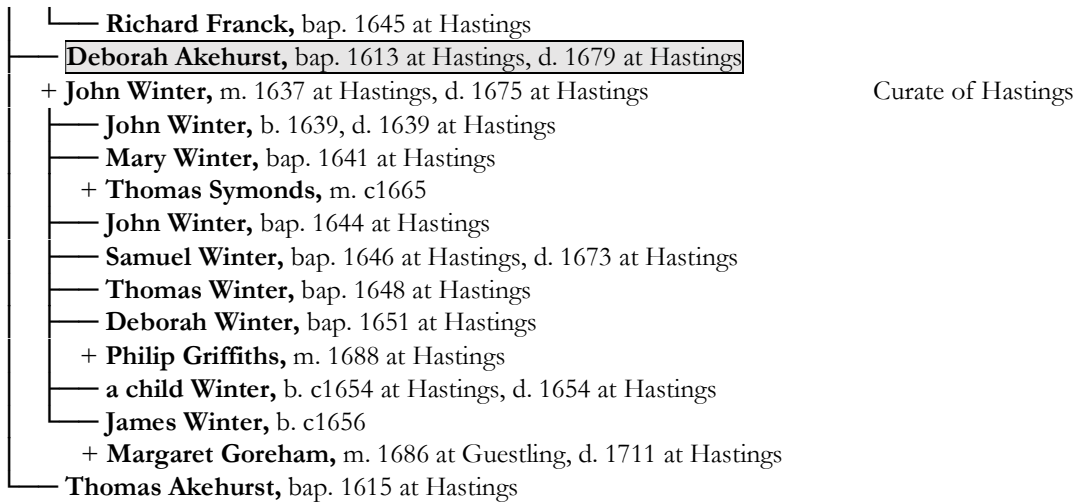 Richard Franck, bap. 1645 at Hastings
Deborah Akehurst, bap. 1613 at Hastings, d. 1679 at Hastings
+ John Winter, m. 1637 at Hastings, d. 1675 at Hastings Curate of Hastings
John Winter, b. 1639, d. 1639 at Hastings
Mary Winter, bap. 1641 at Hastings
+ Thomas Symonds, m. c1665
John Winter, bap. 1644 at Hastings
Samuel Winter, bap. 1646 at Hastings, d. 1673 at Hastings
Thomas Winter, bap. 1648 at Hastings
Deborah Winter, bap. 1651 at Hastings
+ Philip Griffiths, m. 1688 at Hastings
a child Winter, b. c1654 at Hastings, d. 1654 at Hastings
James Winter, b. c1656
+ Margaret Goreham, m. 1686 at Guestling, d. 1711 at Hastings
Thomas Akehurst, bap. 1615 at Hastings